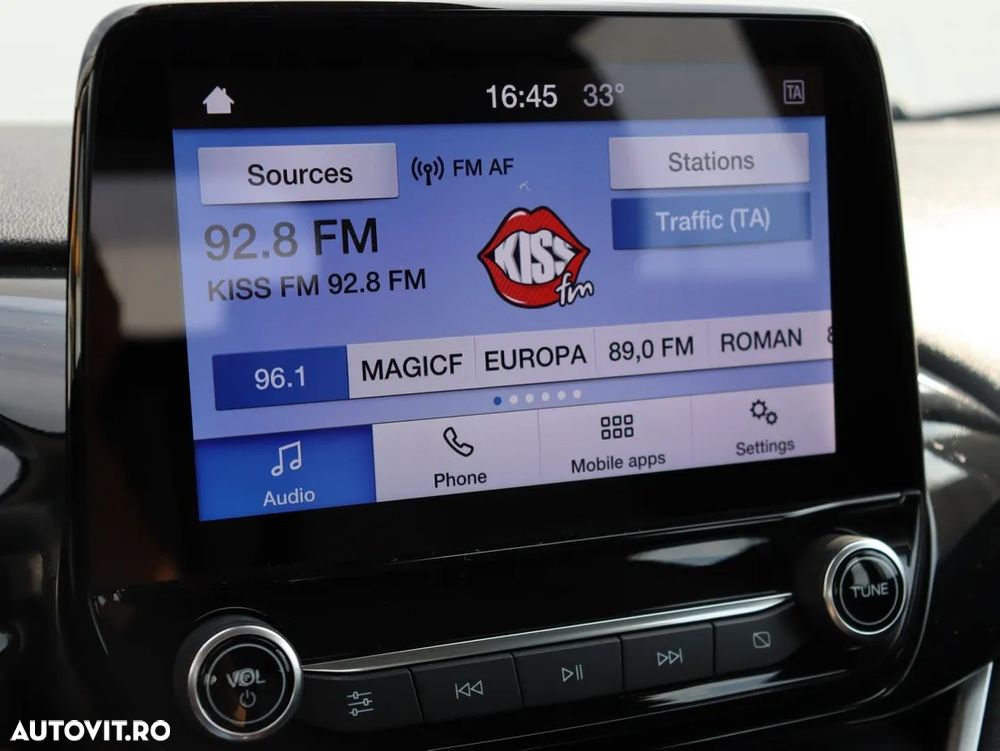 16:45 33°
TA
Sources
FM AF
Stations
92.8 FM
KISS fm
Traffic (TA)
KISS FM 92.8 FM
96.1
MAGICF
EUROPA
89,0 FM
ROMAN
Audio
Phone
Mobile apps
Settings
TUNE
VOL
AUTOVIT.RO